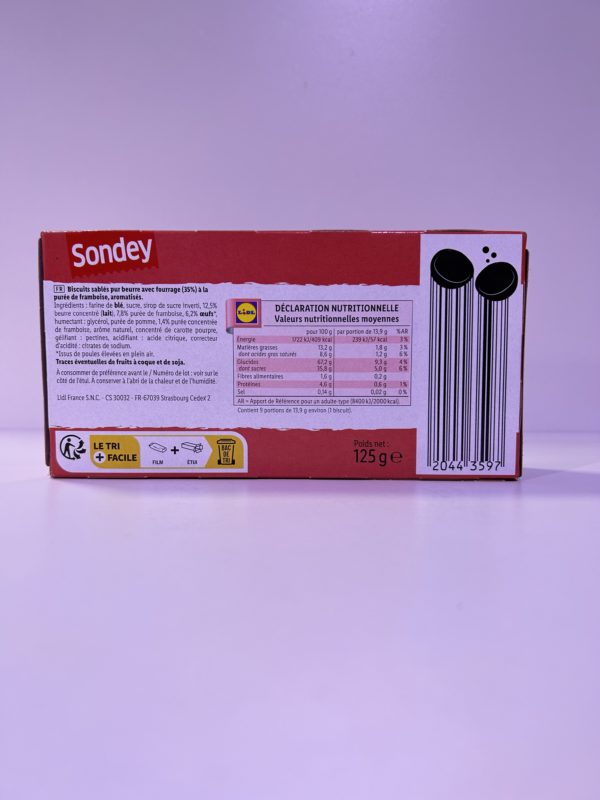 Sondey
FR Biscuits sablés pur beurre avec fourrage (35%) à la
purée de framboise, aromatisés.
Ingrédients : farine de blé, sucre, sirop de sucre inverti, 12,5%
beurre concentré (lait), 7,8% purée de framboise, 6,2% œufs*,
humectant : glycérol, purée de pomme, 1,4% purée concentrée
de framboise, arôme naturel, concentré de carotte pourpre,
gélifiant : pectines, acidifiant : acide citrique, correcteur
d'acidité : citrates de sodium.
*Issus de poules élevées en plein air.
Traces éventuelles de fruits à coque et de soja.
A consommer de préférence avant le / Numéro de lot : voir sur le
côté de l'étui. A conserver à l'abri de la chaleur et de l'humidité.
Lidl France S.N.C. - CS 30032 - FR-67039 Strasbourg Cedex 2
LIDL
DÉCLARATION NUTRITIONNELLE
Valeurs nutritionnelles moyennes
pour 100 g par portion de 13,9 g %AR
Énergie 1722 kJ/409 kcal 239 kJ/57 kcal 3%
Matières grasses 13,2 g 1,8 g 3%
dont acides gras saturés 8,6 g 1,2 g 6%
Glucides 67,2 g 9,3 g 4%
dont sucres 35,8 g 5,0 g 6%
Fibres alimentaires 1,6 g 0,2 g
Protéines 4,6 g 0,6 g 1%
Sel 0,14 g 0,02 g 0%
AR = Apport de Référence pour un adulte-type (8400 kJ/2000 kcal).
Contient 9 portions de 13,9 g environ (1 biscuit).
LE TRI
+ FACILE
FILM
+
ÉTUI
BAC
DE
TRI
Poids net :
125 g e
2044 3597